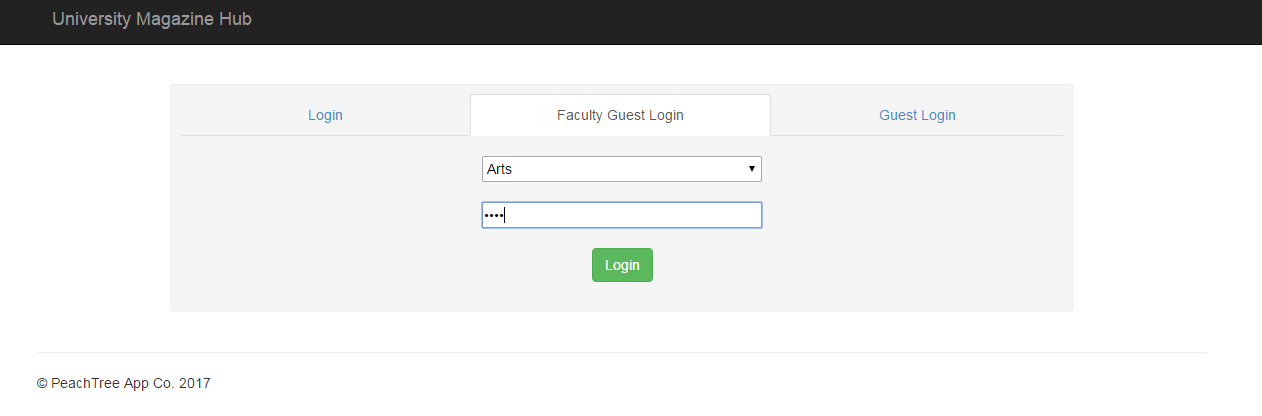 University Magazine Hub
Login
Faculty Guest Login
Guest Login
Arts
••••
Login
© PeachTree App Co. 2017